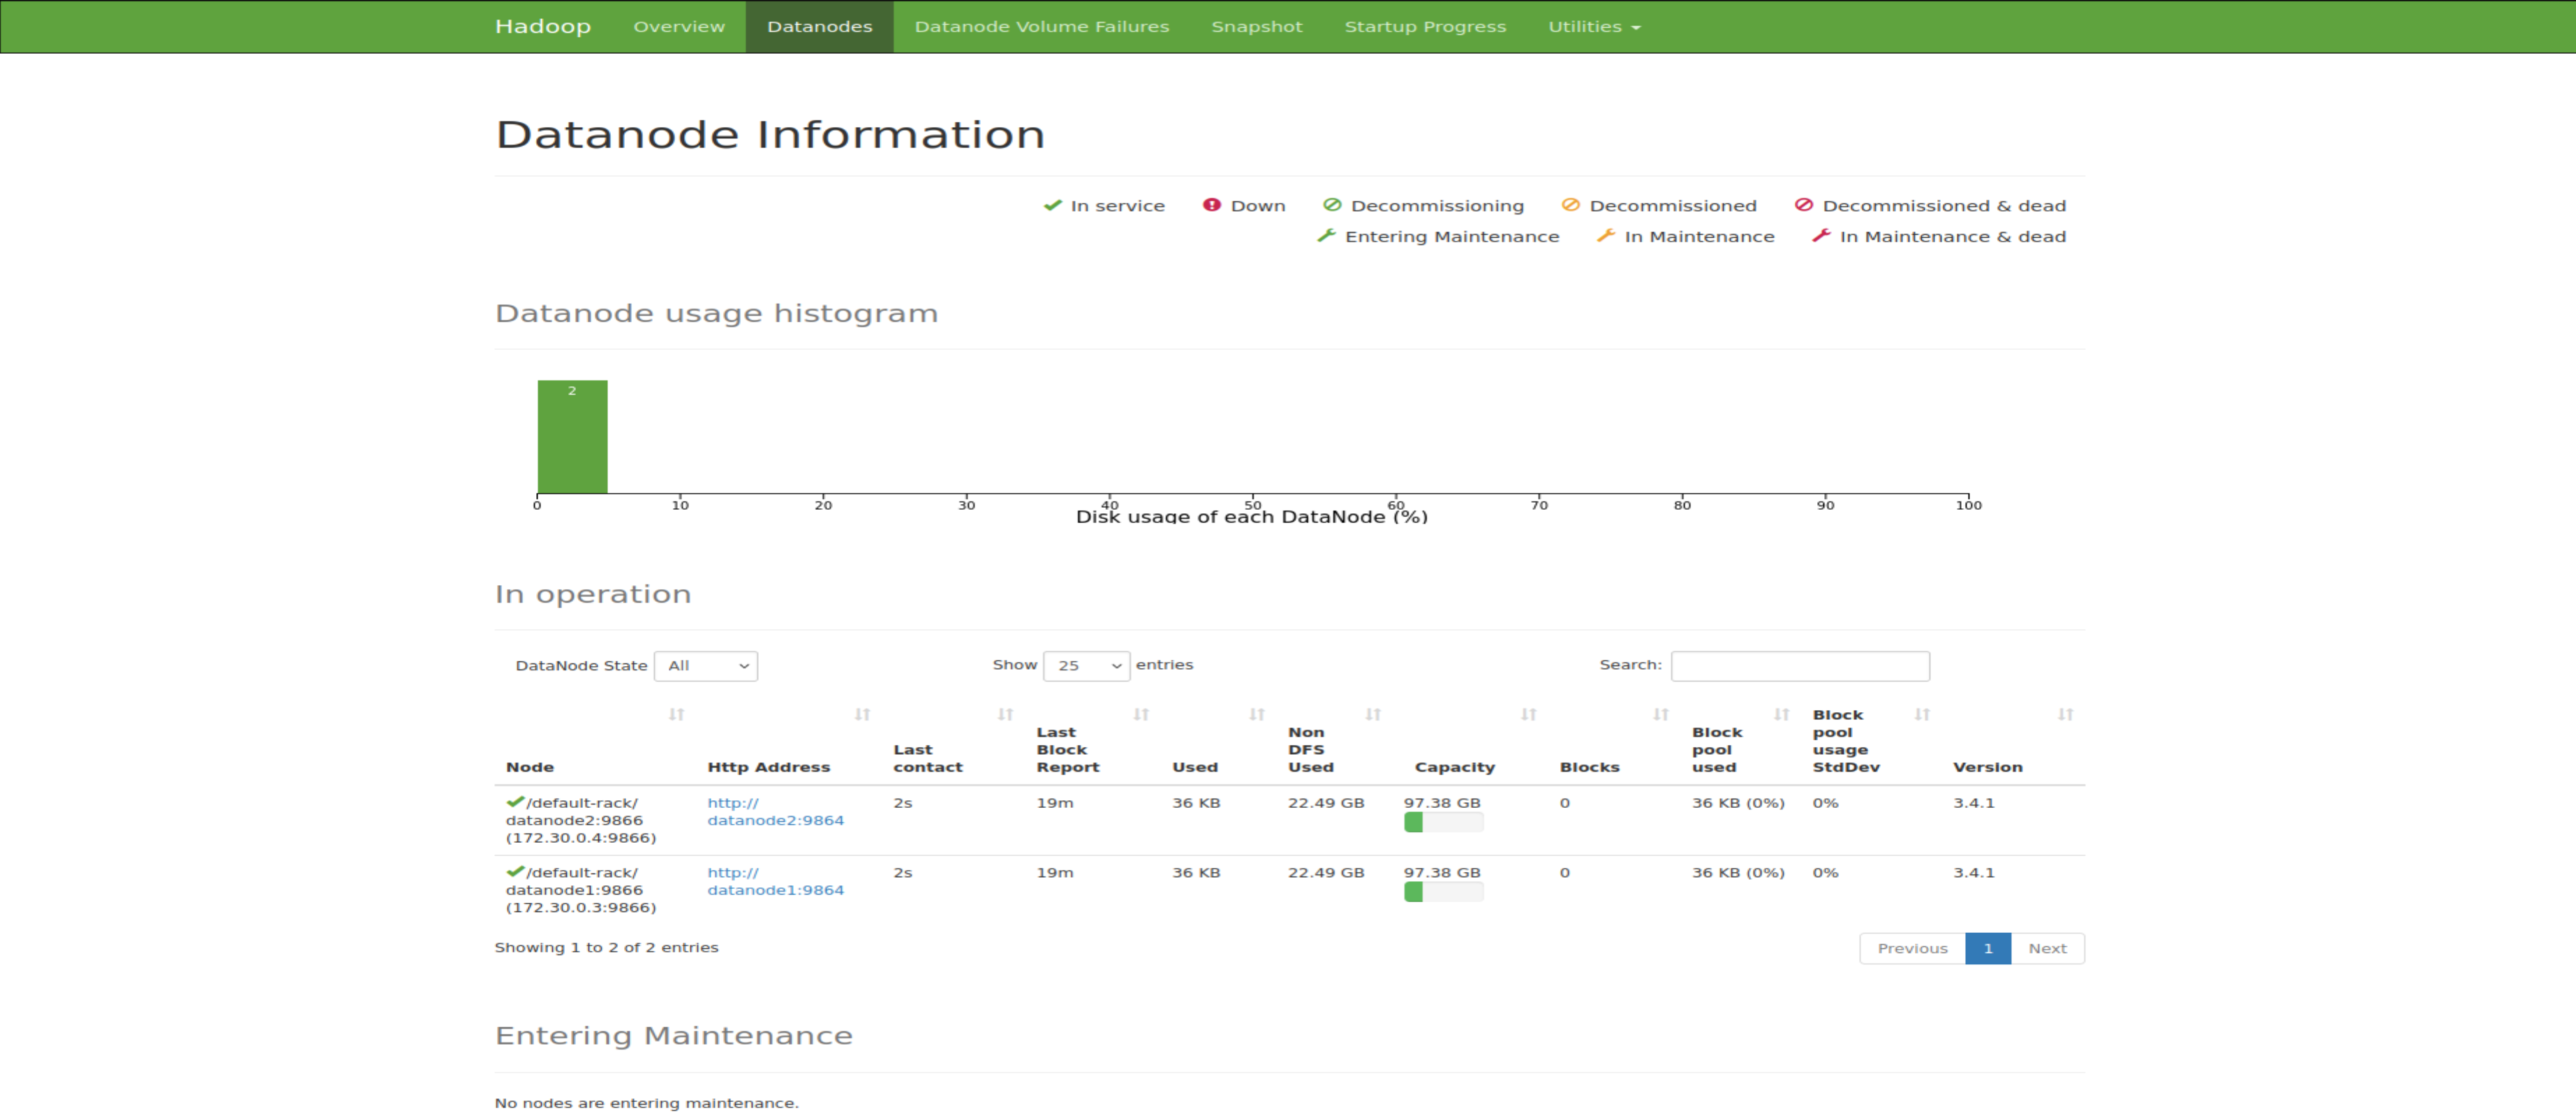 Hadoop Overview Datanodes Datanode Volume Failures Snapshot Startup Progress Utilities
Datanode Information
In service Down Decommissioning Decommissioned Decommissioned & dead
Entering Maintenance In Maintenance In Maintenance & dead
Datanode usage histogram
2
0 10 20 30 40 50 60 70 80 90 100
Disk usage of each DataNode (%)
In operation
DataNode State All Show 25 entries Search:
Node Http Address Last contact Last Block Report Used Non DFS Used Capacity Blocks Block pool used Block pool usage StdDev Version
/default-rack/ http:// 2s 19m 36 KB 22.49 GB 97.38 GB 0 36 KB (0%) 0% 3.4.1
datanode2:9866 datanode2:9864
(172.30.0.4:9866)
/default-rack/ http:// 2s 19m 36 KB 22.49 GB 97.38 GB 0 36 KB (0%) 0% 3.4.1
datanode1:9866 datanode1:9864
(172.30.0.3:9866)
Showing 1 to 2 of 2 entries Previous 1 Next
Entering Maintenance
No nodes are entering maintenance.